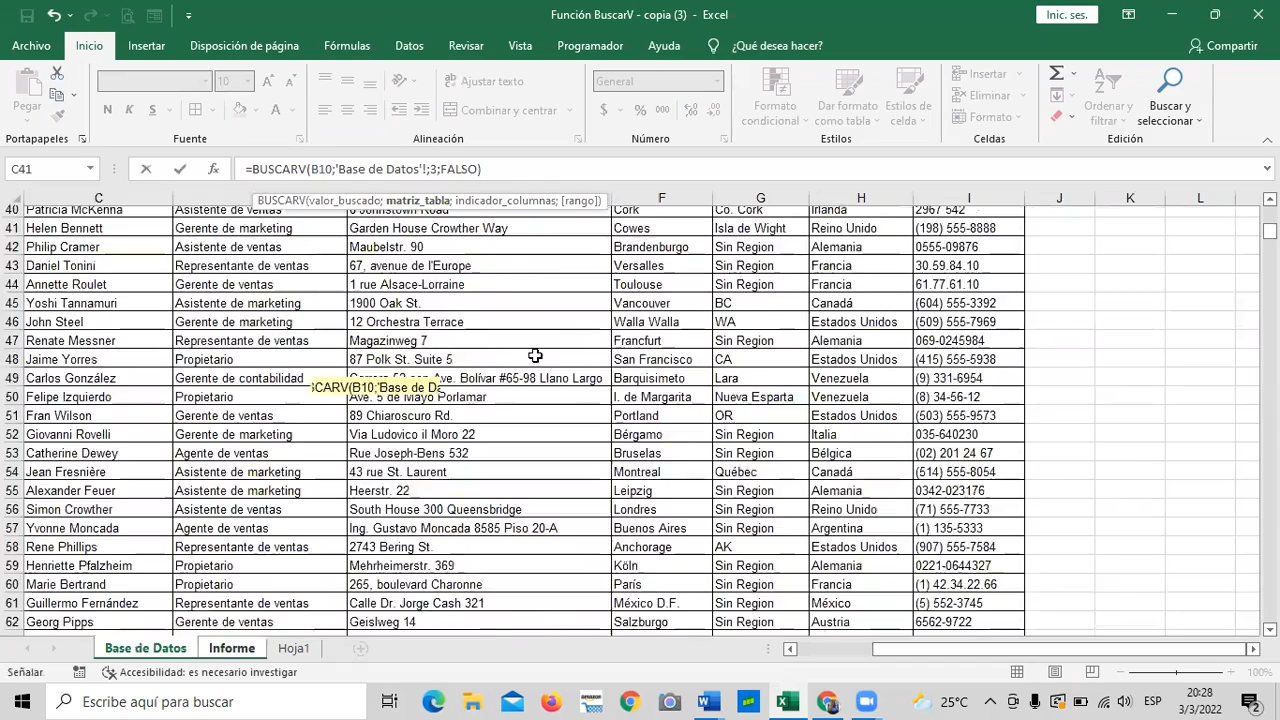 Función BuscarV - copia (3) - Excel
Inic. ses.
Archivo Inicio Insertar Disposición de página Fórmulas Datos Revisar Vista Programador Ayuda ¿Qué desea hacer? Compartir
Pegar
10
N K S
Ajustar texto
Combinar y centrar
General
$ % 000
Formato condicional
Dar formato como tabla
Estilos de celda
Insertar
Eliminar
Formato
Ordenar y filtrar
Buscar y seleccionar
Portapapeles Fuente Alineación Número Estilos Celdas Edición
C41 =BUSCARV(B10;'Base de Datos'!;3;FALSO)
BUSCARV(valor_buscado; matriz_tabla; indicador_columnas; [rango])
C F G H I J K L
40 Patricia McKenna Asistente de ventas 8 Johnstown Road Cork Co. Cork Irlanda 2967 542
41 Helen Bennett Gerente de marketing Garden House Crowther Way Cowes Isla de Wight Reino Unido (198) 555-8888
42 Philip Cramer Asistente de ventas Maubelstr. 90 Brandenburgo Sin Region Alemania 0555-09876
43 Daniel Tonini Representante de ventas 67, avenue de l'Europe Versalles Sin Region Francia 30.59.84.10
44 Annette Roulet Gerente de ventas 1 rue Alsace-Lorraine Toulouse Sin Region Francia 61.77.61.10
45 Yoshi Tannamuri Asistente de marketing 1900 Oak St. Vancouver BC Canadá (604) 555-3392
46 John Steel Gerente de marketing 12 Orchestra Terrace Walla Walla WA Estados Unidos (509) 555-7969
47 Renate Messner Representante de ventas Magazinweg 7 Francfurt Sin Region Alemania 069-0245984
48 Jaime Yorres Propietario 87 Polk St. Suite 5 San Francisco CA Estados Unidos (415) 555-5938
49 Carlos González Gerente de contabilidad Carrera 52 con Ave. Bolívar #65-98 Llano Largo Barquisimeto Lara Venezuela (9) 331-6954
SCARV(B10;'Base de Da
50 Felipe Izquierdo Propietario Ave. 5 de Mayo Porlamar I. de Margarita Nueva Esparta Venezuela (8) 34-56-12
51 Fran Wilson Gerente de ventas 89 Chiaroscuro Rd. Portland OR Estados Unidos (503) 555-9573
52 Giovanni Rovelli Gerente de marketing Via Ludovico il Moro 22 Bérgamo Sin Region Italia 035-640230
53 Catherine Dewey Agente de ventas Rue Joseph-Bens 532 Bruselas Sin Region Bélgica (02) 201 24 67
54 Jean Fresnière Asistente de marketing 43 rue St. Laurent Montreal Québec Canadá (514) 555-8054
55 Alexander Feuer Asistente de marketing Heerstr. 22 Leipzig Sin Region Alemania 0342-023176
56 Simon Crowther Asistente de ventas South House 300 Queensbridge Londres Sin Region Reino Unido (71) 555-7733
57 Yvonne Moncada Agente de ventas Ing. Gustavo Moncada 8585 Piso 20-A Buenos Aires Sin Region Argentina (1) 135-5333
58 Rene Phillips Representante de ventas 2743 Bering St. Anchorage AK Estados Unidos (907) 555-7584
59 Henriette Pfalzheim Propietario Mehrheimerstr. 369 Köln Sin Region Alemania 0221-0644327
60 Marie Bertrand Propietario 265, boulevard Charonne París Sin Region Francia (1) 42.34.22.66
61 Guillermo Fernández Representante de ventas Calle Dr. Jorge Cash 321 México D.F. Sin Region México (5) 552-3745
62 Georg Pipps Gerente de ventas Geislweg 14 Salzburgo Sin Region Austria 6562-9722
Base de Datos Informe Hoja1
Señalar Accesibilidad: es necesario investigar 100%
Escribe aquí para buscar
25°C ESP 20:28
3/3/2022
2